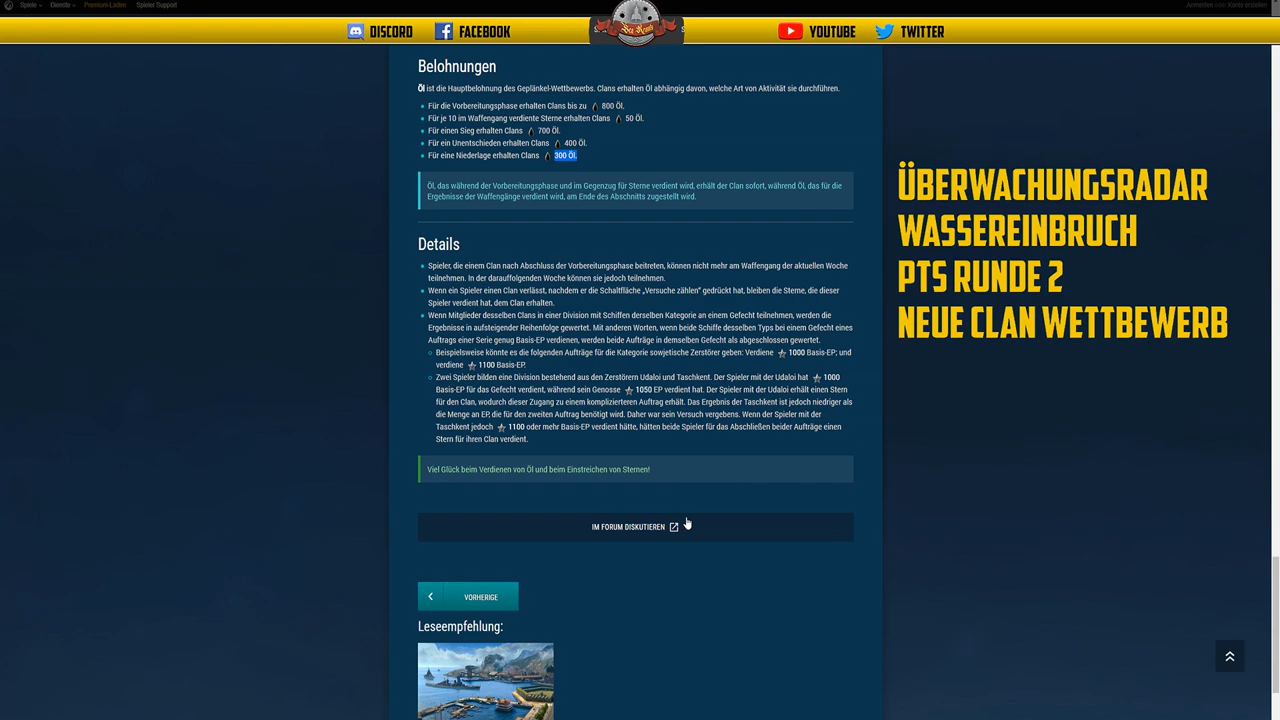 Spiele Dienste Premium-Laden Spieler Support
Anmelden oder Konto erstellen
DISCORD FACEBOOK YOUTUBE TWITTER
Belohnungen
Öl ist die Hauptbelohnung des Geplänkel-Wettbewerbs. Clans erhalten Öl abhängig davon, welche Art von Aktivität sie durchführen.
Für die Vorbereitungsphase erhalten Clans bis zu 800 Öl.
Für je 10 im Waffengang verdiente Sterne erhalten Clans 50 Öl.
Für einen Sieg erhalten Clans 700 Öl.
Für ein Unentschieden erhalten Clans 400 Öl.
Für eine Niederlage erhalten Clans 300 Öl.
Öl, das während der Vorbereitungsphase und im Gegenzug für Sterne verdient wird, erhält der Clan sofort, während Öl, das für die
Ergebnisse der Waffengänge verdient wird, am Ende des Abschnitts zugestellt wird.
Details
Spieler, die einem Clan nach Abschluss der Vorbereitungsphase beitreten, können nicht mehr am Waffengang der aktuellen Woche
teilnehmen. In der darauffolgenden Woche können sie jedoch teilnehmen.
Wenn ein Spieler einen Clan verlässt, nachdem er die Schaltfläche „Versuche zählen" gedrückt hat, bleiben die Sterne, die dieser
Spieler verdient hat, dem Clan erhalten.
Wenn Mitglieder desselben Clans in einer Division mit Schiffen derselben Kategorie an einem Gefecht teilnehmen, werden die
Ergebnisse in aufsteigender Reihenfolge gewertet. Mit anderen Worten, wenn beide Schiffe desselben Typs bei einem Gefecht eines
Auftrags einer Serie genug Basis-EP verdienen, werden beide Aufträge in demselben Gefecht als abgeschlossen gewertet.
Beispielsweise könnte es die folgenden Aufträge für die Kategorie sowjetische Zerstörer geben: Verdiene 1000 Basis-EP; und
verdiene 1100 Basis-EP.
Zwei Spieler bilden eine Division bestehend aus den Zerstörern Udaloi und Taschkent. Der Spieler mit der Udaloi hat 1000
Basis-EP für das Gefecht verdient, während sein Genosse 1050 EP verdient hat. Der Spieler mit der Udaloi erhält einen Stern
für den Clan, wodurch dieser Zugang zu einem komplizierteren Auftrag erhält. Das Ergebnis der Taschkent ist jedoch niedriger als
die Menge an EP, die für den zweiten Auftrag benötigt wird. Daher war sein Versuch vergebens. Wenn der Spieler mit der
Taschkent jedoch 1100 oder mehr Basis-EP verdient hätte, hätten beide Spieler für das Abschließen beider Aufträge einen
Stern für ihren Clan verdient.
Viel Glück beim Verdienen von Öl und beim Einstreichen von Sternen!
IM FORUM DISKUTIEREN
VORHERIGE
Leseempfehlung:
ÜBERWACHUNGSRADAR
WASSEREINBRUCH
PTS RUNDE 2
NEUE CLAN WETTBEWERB